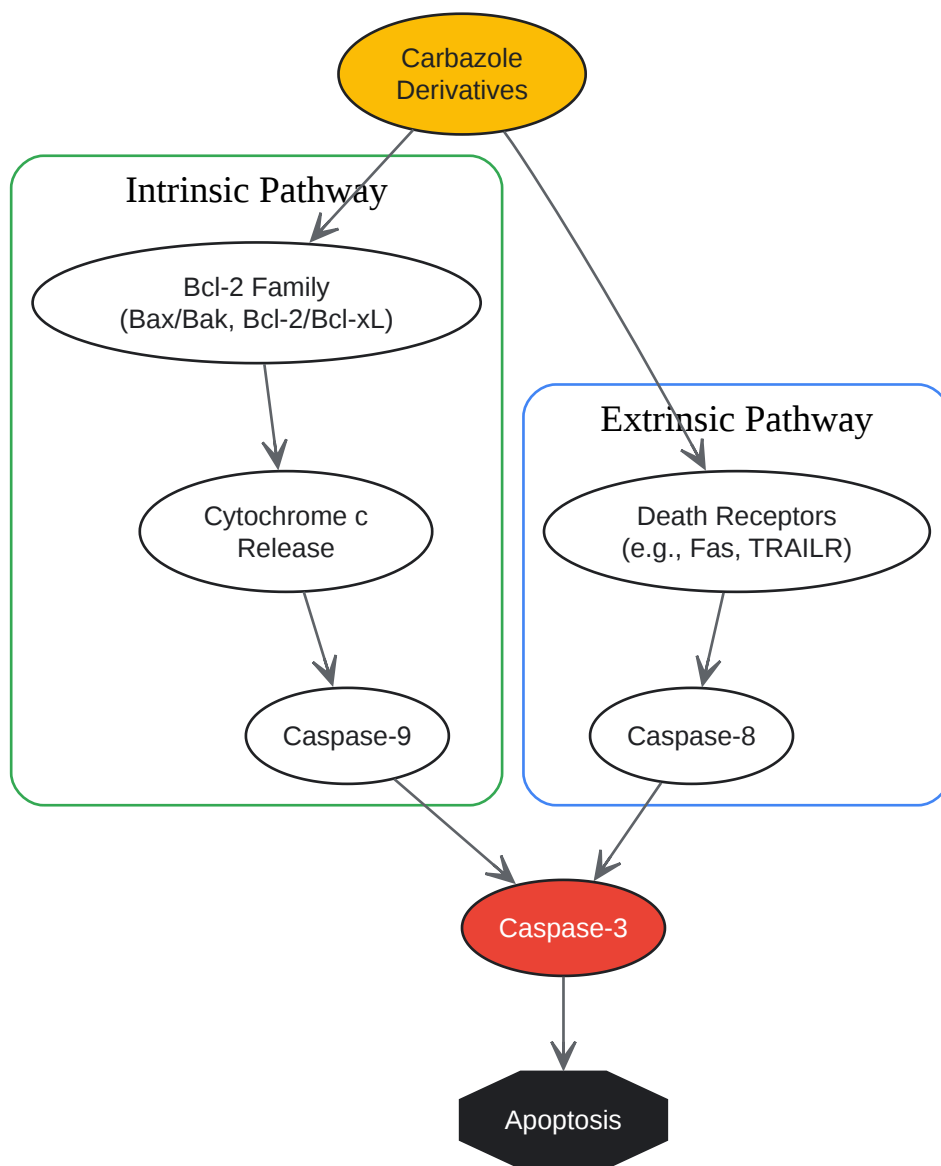 Carbazole
Derivatives
Intrinsic Pathway
Bcl-2 Family
(Bax/Bak, Bcl-2/Bcl-xL)
Extrinsic Pathway
Cytochrome c
Release
Death Receptors
(e.g., Fas, TRAILR)
Caspase-9
Caspase-8
Caspase-3
Apoptosis